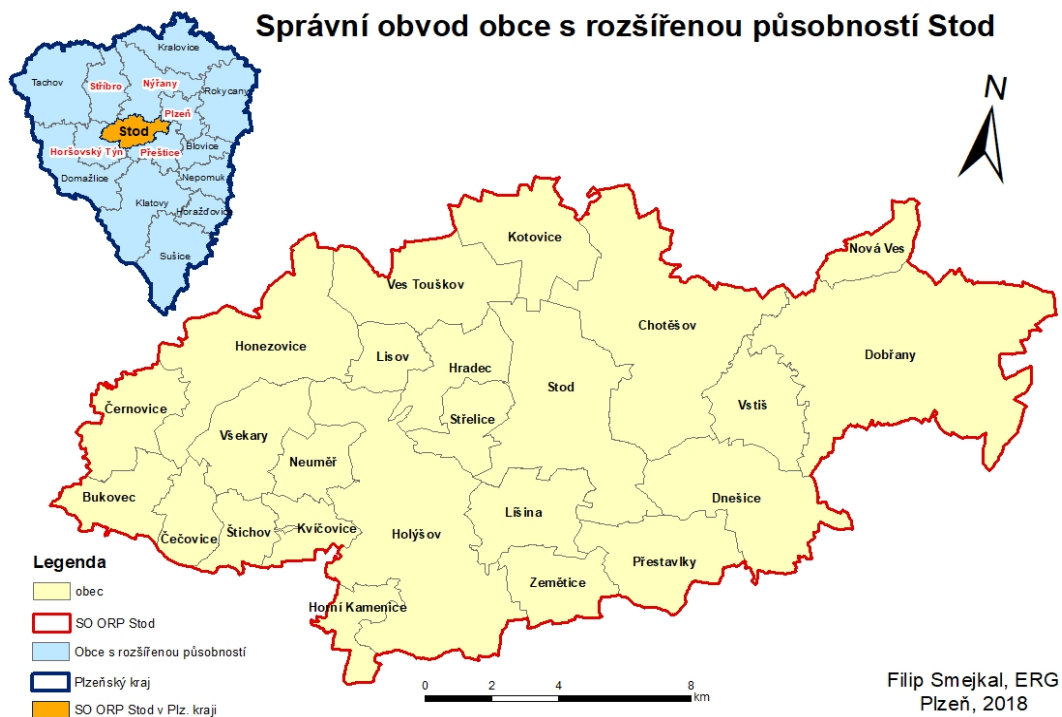 Správní obvod obce s rozšířenou působností Stod
Kralovice
Tachov
Stříbro
Nýřany
Rokycany
Plzeň
Stod
Horšovský Týn
Přeštice
Blovice
Domažlice
Nepomuk
Klatovy
Horažďovice
Sušice
N
Kotovice
Nová Ves
Ves Touškov
Chotěšov
Honezovice
Lisov
Hradec
Dobřany
Stod
Černovice
Vstiš
Střelice
Všekary
Neuměř
Bukovec
Dnešice
Líšina
Štichov
Kvíčovice
Holýšov
Čečovice
Přestavlky
Zemětice
Horní Kamenice
Legenda
obec
SO ORP Stod
Obce s rozšířenou působností
Plzeňský kraj
SO ORP Stod v Plz. kraji
0 2 4 8
km
Filip Smejkal, ERG
Plzeň, 2018